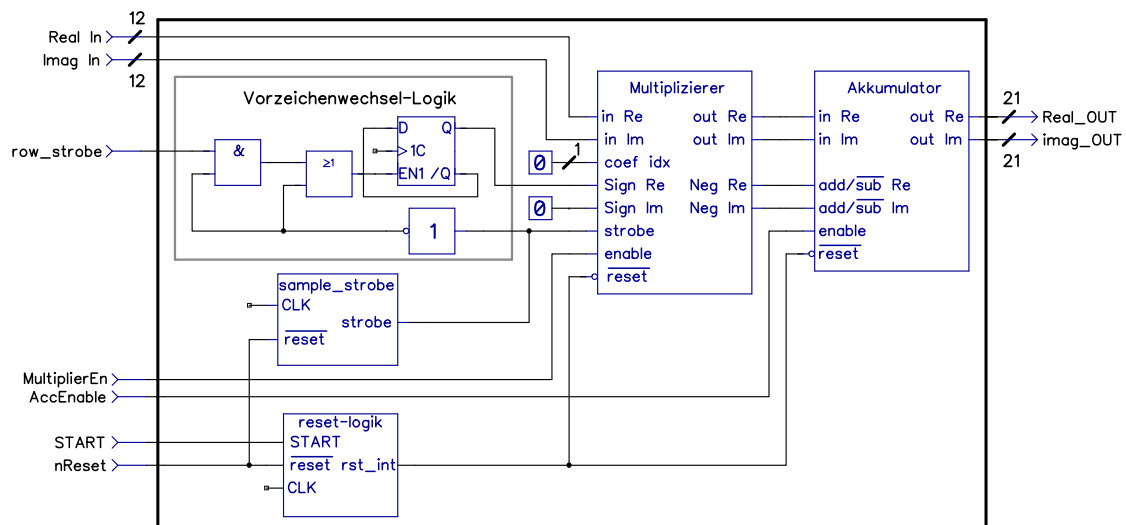 12
Real In
Imag In
12
Vorzeichenwechsel-Logik
row_strobe
&
≥1
D Q
1C
EN1 /Q
1
Multiplizierer
in Re out Re
in Im out Im
1
0 coef idx
Sign Re Neg Re
0 Sign Im Neg Im
strobe
enable
reset
Akkumulator
in Re out Re
in Im out Im
add/sub Re
add/sub Im
enable
reset
21
Real_OUT
imag_OUT
21
sample_strobe
CLK
strobe
reset
MultiplierEn
AccEnable
reset-logik
START START
nReset reset rst_int
CLK